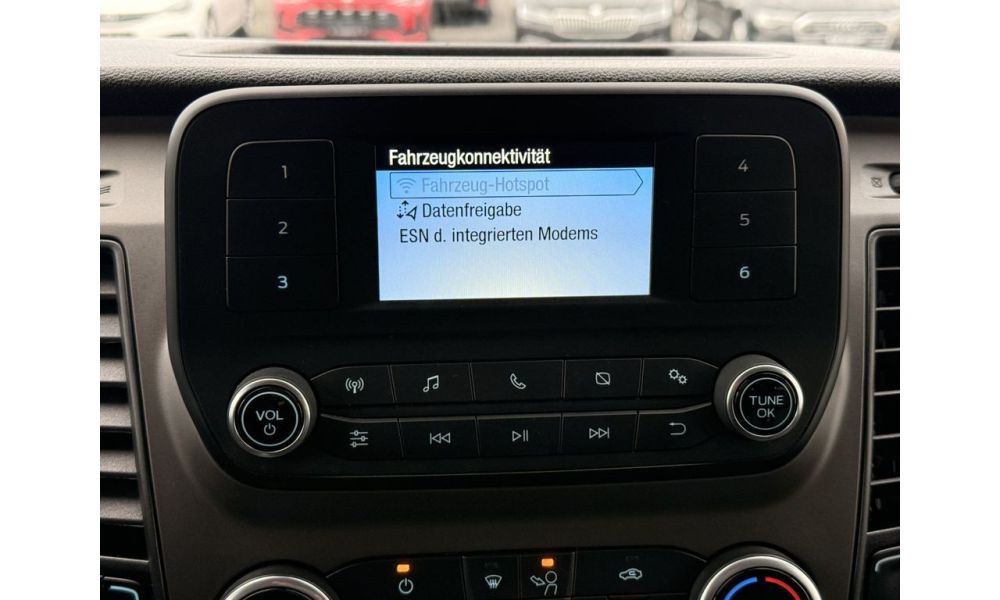 Fahrzeugkonnektivität
1
Fahrzeug-Hotspot
4
2
Datenfreigabe
5
ESN d. integrierten Modems
3
6
VOL
TUNE
OK